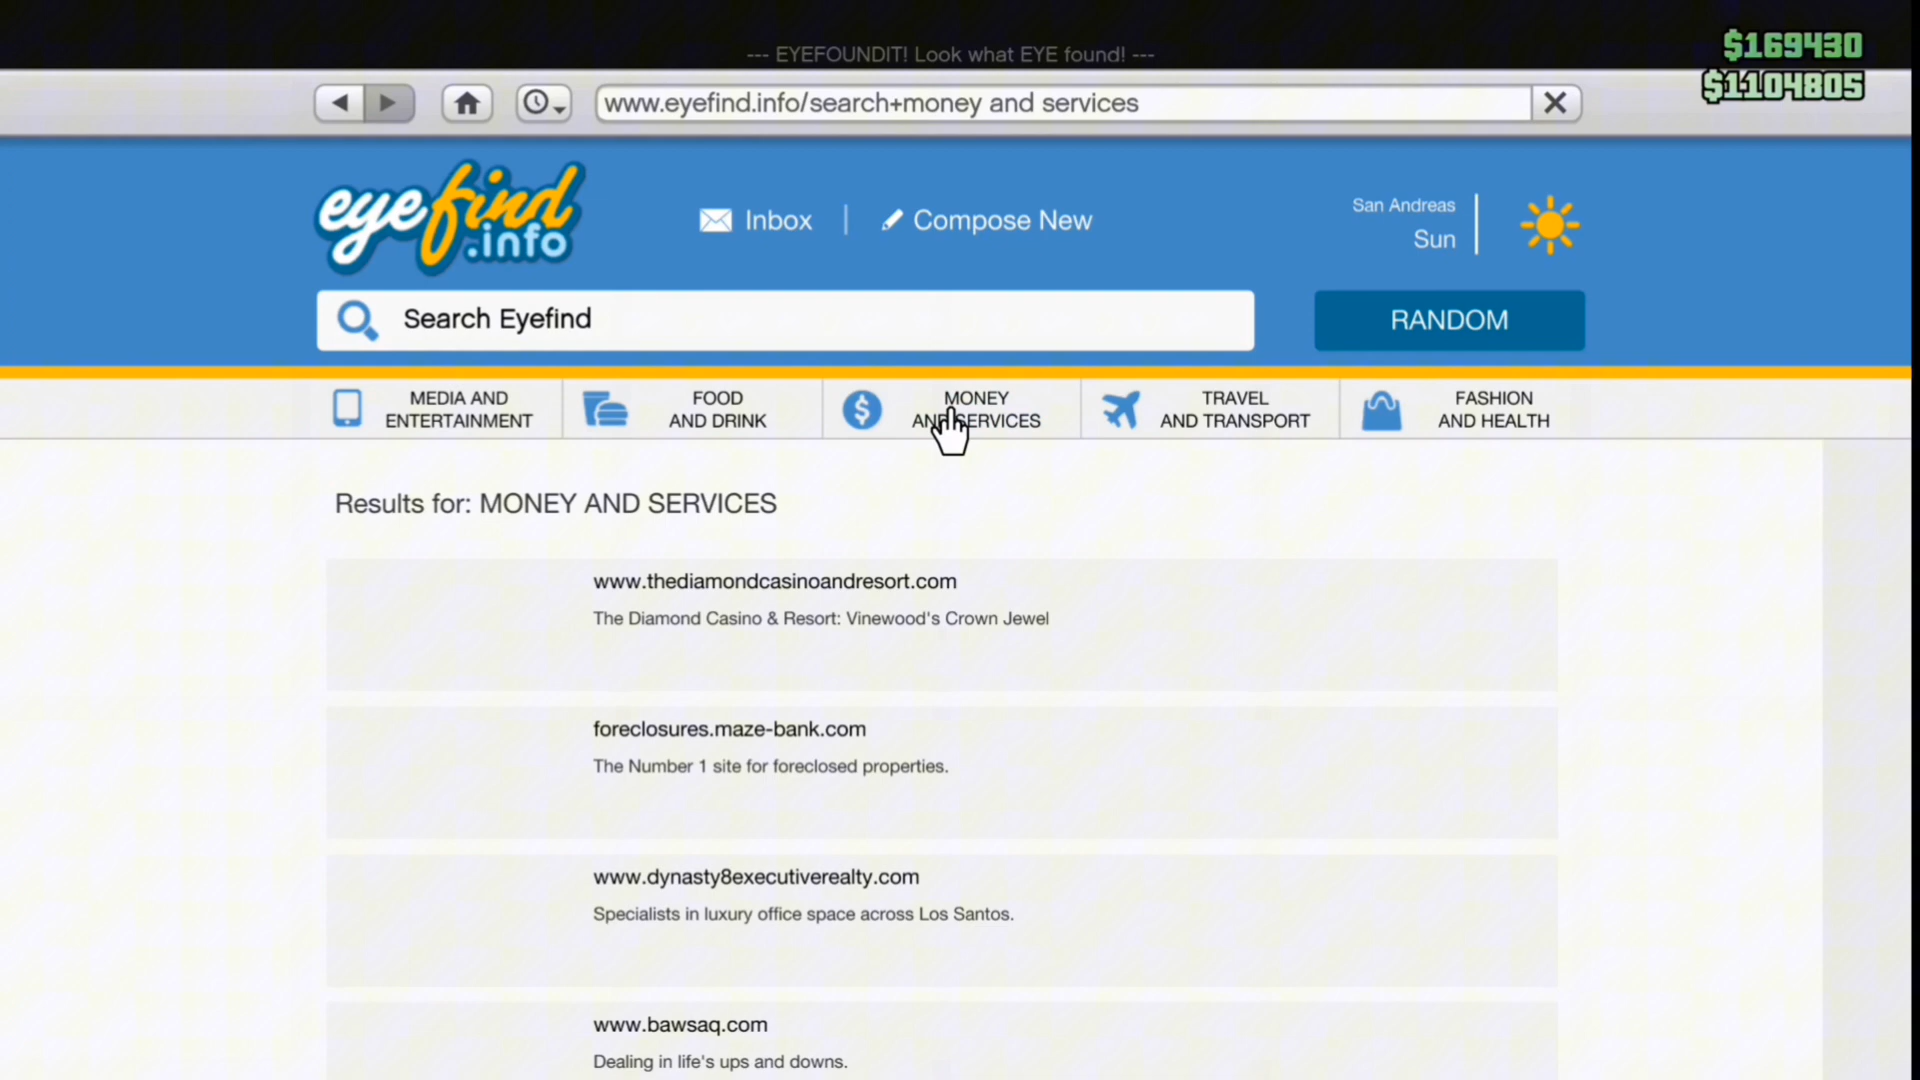 --- EYEFOUNDIT! Look what EYE found! ---
$169430
$1104805
www.eyefind.info/search+money and services
eyefind
.info
Inbox
Compose New
San Andreas
Sun
Search Eyefind
RANDOM
MEDIA AND
ENTERTAINMENT
FOOD
AND DRINK
MONEY
AND SERVICES
TRAVEL
AND TRANSPORT
FASHION
AND HEALTH
Results for: MONEY AND SERVICES
www.thediamondcasinoandresort.com
The Diamond Casino & Resort: Vinewood's Crown Jewel
foreclosures.maze-bank.com
The Number 1 site for foreclosed properties.
www.dynasty8executiverealty.com
Specialists in luxury office space across Los Santos.
www.bawsaq.com
Dealing in life's ups and downs.